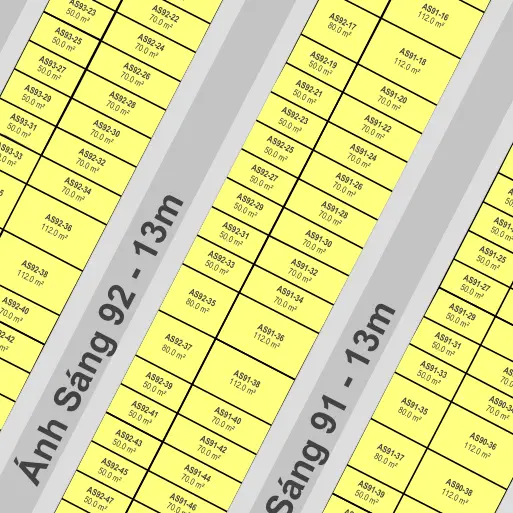 AS93-23
50.0 m²
AS93-25
50.0 m²
AS93-27
50.0 m²
AS93-29
50.0 m²
AS93-31
50.0 m²
AS93-33
AS92-22
70.0 m²
AS92-24
70.0 m²
AS92-26
70.0 m²
AS92-28
70.0 m²
AS92-30
70.0 m²
AS92-32
70.0 m²
AS92-34
70.0 m²
AS92-36
112.0 m²
AS92-38
112.0 m²
AS92-40
70.0 m²
Ánh Sáng 92 - 13m
AS92-17
80.0 m²
AS92-19
50.0 m²
AS92-21
50.0 m²
AS92-23
50.0 m²
AS92-25
50.0 m²
AS92-27
50.0 m²
AS92-29
50.0 m²
AS92-31
50.0 m²
AS92-33
50.0 m²
AS92-35
80.0 m²
AS92-37
80.0 m²
AS92-39
50.0 m²
AS92-41
50.0 m²
AS92-43
50.0 m²
AS92-45
50.0 m²
AS92-47
50.0 m²
AS91-16
112.0 m²
AS91-18
112.0 m²
AS91-20
70.0 m²
AS91-22
70.0 m²
AS91-24
70.0 m²
AS91-26
70.0 m²
AS91-28
70.0 m²
AS91-30
70.0 m²
AS91-32
70.0 m²
AS91-34
70.0 m²
AS91-36
112.0 m²
AS91-38
112.0 m²
AS91-40
70.0 m²
AS91-42
70.0 m²
AS91-44
70.0 m²
AS91-46
70.0 m²
Sáng 91 - 13m
AS91-25
50.0 m²
AS91-27
50.0 m²
AS91-29
50.0 m²
AS91-31
50.0 m²
AS91-33
50.0 m²
AS91-35
80.0 m²
AS91-37
80.0 m²
AS91-39
50.0 m²
AS90-36
112.0 m²
AS90-38
112.0 m²